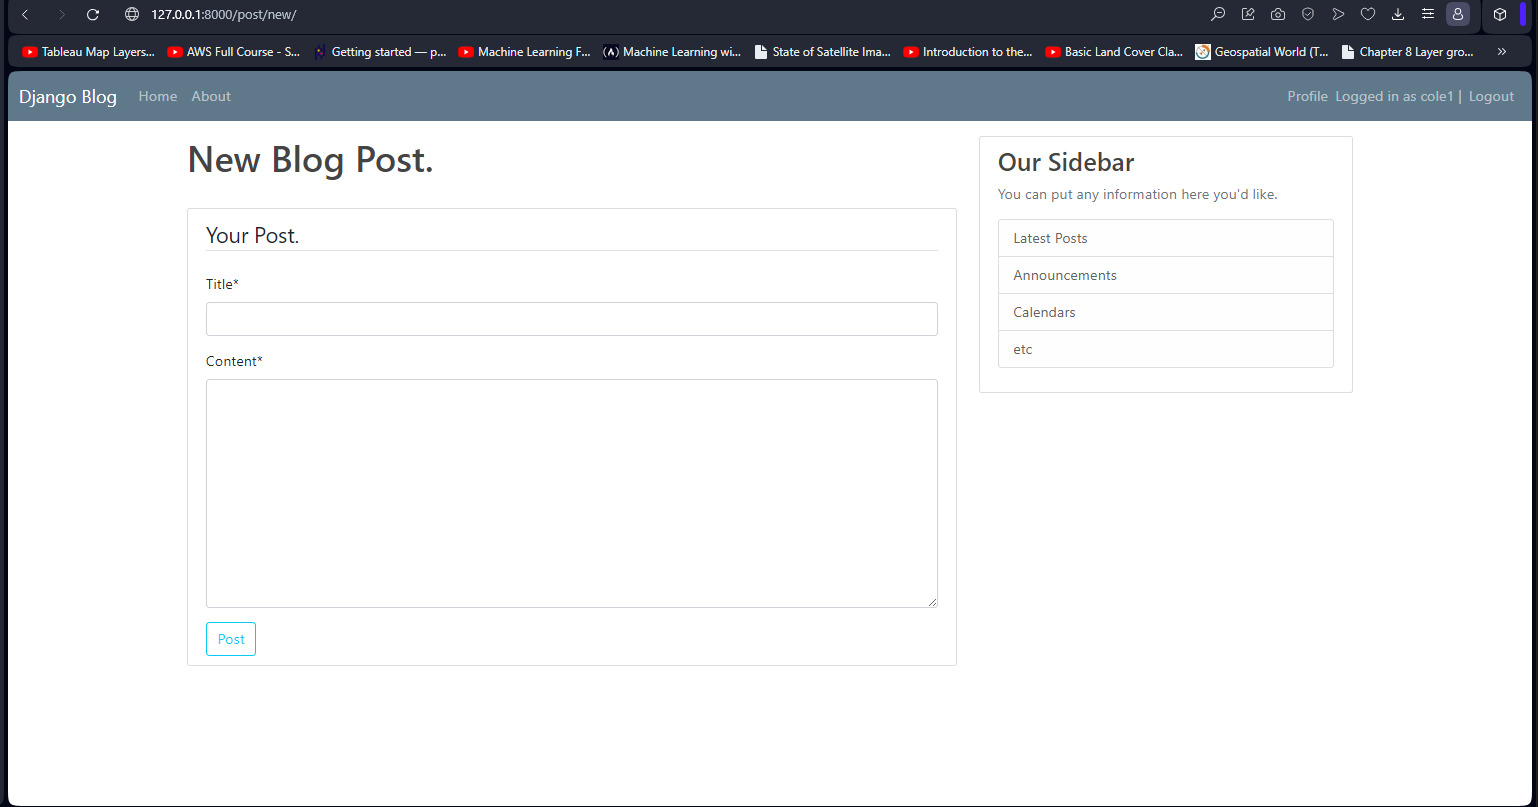 127.0.0.1:8000/post/new/
Tableau Map Layers... AWS Full Course - S... Getting started — p... Machine Learning F... Machine Learning wi... State of Satellite Ima... Introduction to the... Basic Land Cover Cla... Geospatial World (T... Chapter 8 Layer gro... »
Django Blog Home About Profile Logged in as cole1 | Logout
New Blog Post.
Your Post.
Title*
Content*
Post
Our Sidebar
You can put any information here you'd like.
Latest Posts
Announcements
Calendars
etc